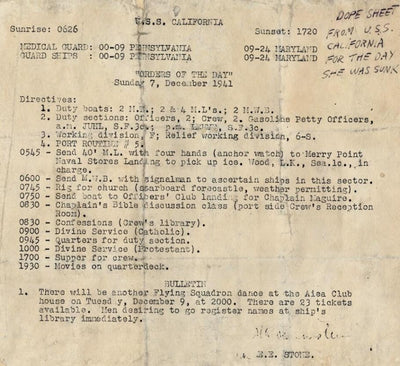 U.S.S. CALIFORNIA
DOPE SHEET
FROM U.S.S.
CALIFORNIA
FOR THE DAY
SHE WAS SUNK
Sunrise: 0626 Sunset: 1720
MEDICAL GUARD: 00-09 PENNSYLVANIA 09-24 MARYLAND
GUARD SHIPS : 00-09 PENNSYLVANIA 09-24 MARYLAND
"ORDERS OF THE DAY"
Sunday 7, December 1941
Directives:
1. Duty boats: 2 M.B.; 2 & 4 M.L's.; 2 M.W.B.
2. Duty sections: Officers, 2; Crew, 2. Gasoline Petty Officers,
JUHL, S.F.3c.; S.F.3c.
3. Working division, F; Relief working division, 6-S.
4. PORT ROUTINE # 5.
0545 - Send 40' M.L. with four hands (anchor watch) to Merry Point
Naval Stores Landing to pick up ice. Wood, L.K., Sea.1c., in
charge.
0600 - Send M.W.B. with signalman to ascertain ships in this sector.
0745 - Rig for church (starboard forecastle, weather permitting).
0750 - Send boat to Officers' Club landing for Chaplain Maguire.
0830 - Chaplain's Bible discussion class (port side Crew's Reception
Room).
0830 - Confessions (Crew's library).
0900 - Divine Service (Catholic).
0945 - Quarters for duty section.
1000 - Divine Service (Protestant).
1700 - Supper for crew.
1930 - Movies on quarterdeck.
BULLETIN
1. There will be another Flying Squadron dance at the Aiea Club
house on Tuesday, December 9, at 2000. There are 23 tickets
available. Men desiring to go register names at ship's
library immediately.
E.E. STONE.